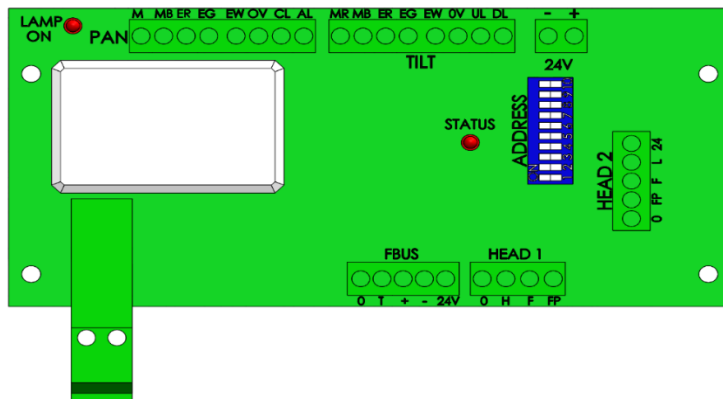 LAMP
ON
PAN
M MB ER EG EW OV CL AL
MR MB ER EG EW 0V UL DL
TILT
- +
24V
STATUS
ADDRESS
ON
1 2 3 4 5 6 7 8 9 10
HEAD 2
0 FP F L 24
FBUS
0 T + - 24V
HEAD 1
0 H F FP